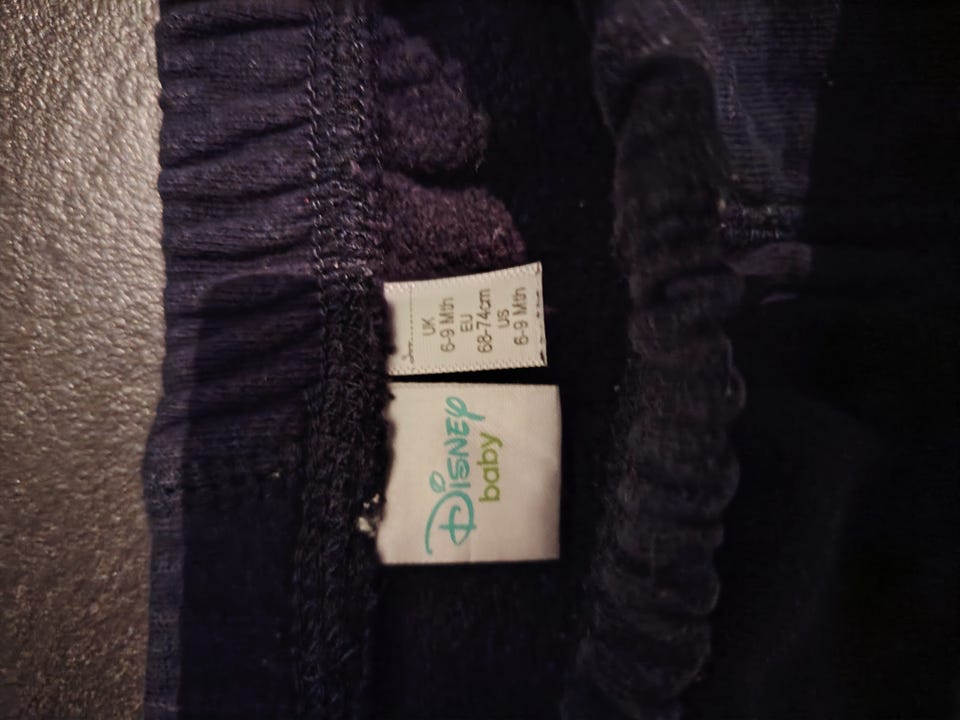 UK
6-9 Mth
EU
68-74cm
US
6-9 Mth
Disney
baby